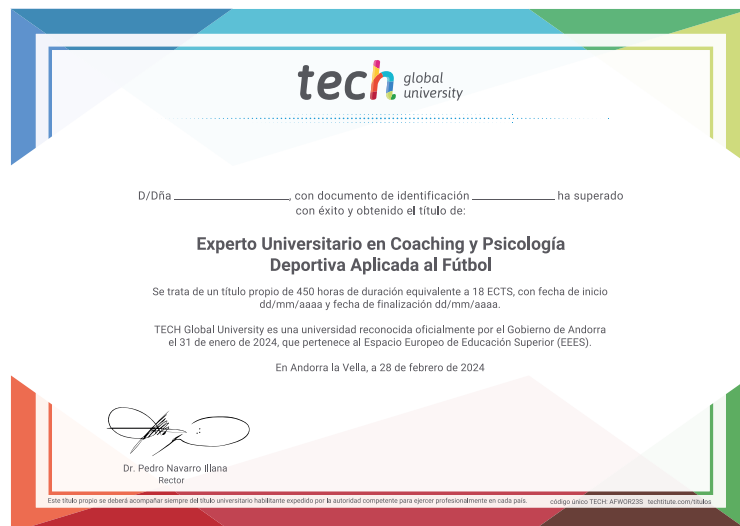 tech global university
D/Dña ____________, con documento de identificación ____________ ha superado
con éxito y obtenido el título de:
Experto Universitario en Coaching y Psicología
Deportiva Aplicada al Fútbol
Se trata de un título propio de 450 horas de duración equivalente a 18 ECTS, con fecha de inicio
dd/mm/aaaa y fecha de finalización dd/mm/aaaa.
TECH Global University es una universidad reconocida oficialmente por el Gobierno de Andorra
el 31 de enero de 2024, que pertenece al Espacio Europeo de Educación Superior (EEES).
En Andorra la Vella, a 28 de febrero de 2024
Dr. Pedro Navarro Illana
Rector
Este título propio se deberá acompañar siempre del título universitario habilitante expedido por la autoridad competente para ejercer profesionalmente en cada país. código único TECH: AFWOR23S techtitute.com/titulos